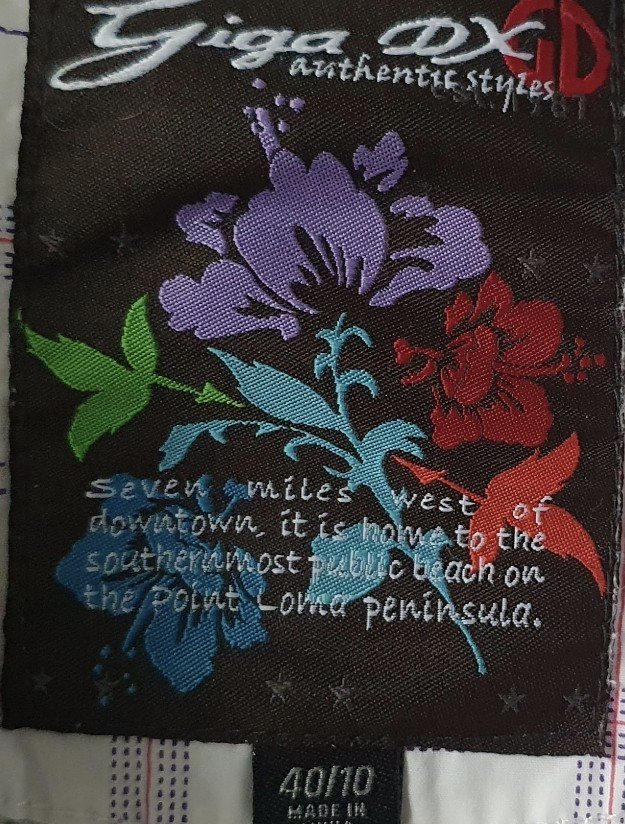 Giga DX
GD
authentic styles
Seven miles west of
downtown, it is home to the
southernmost public beach on
the Point Loma peninsula.
40/10
MADE IN